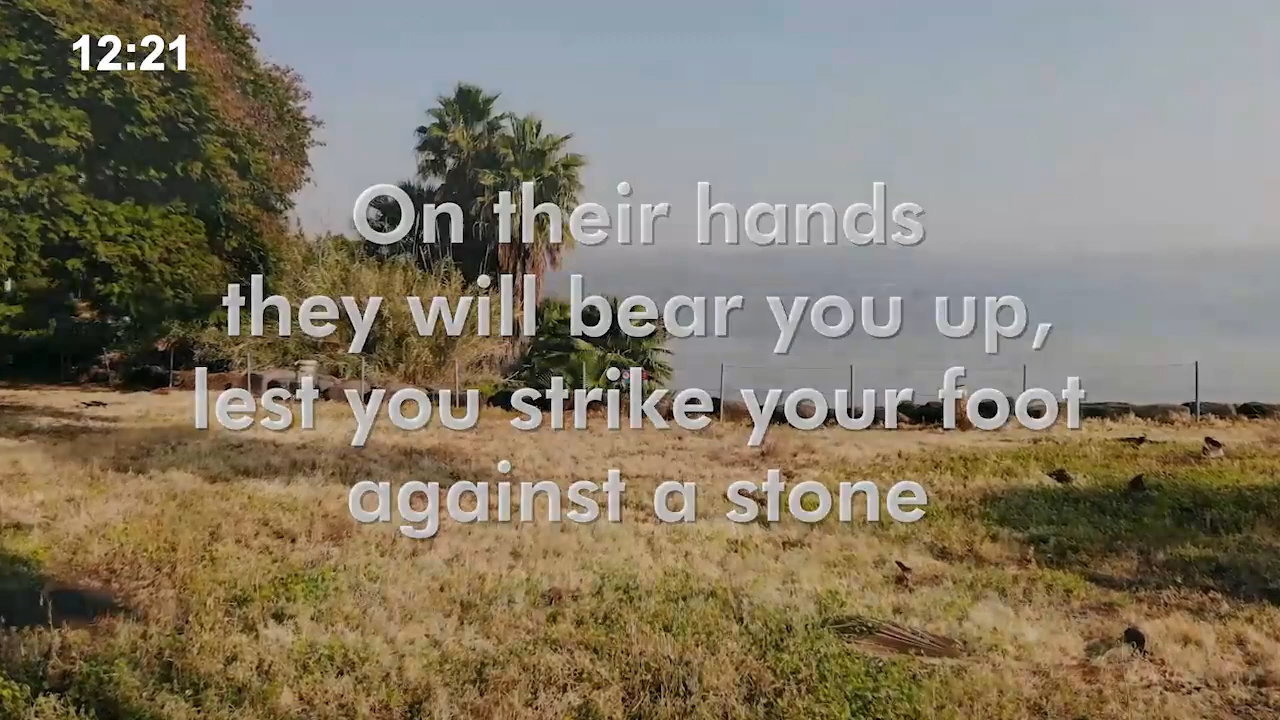 12:21
On their hands
they will bear you up,
lest you strike your foot
against a stone